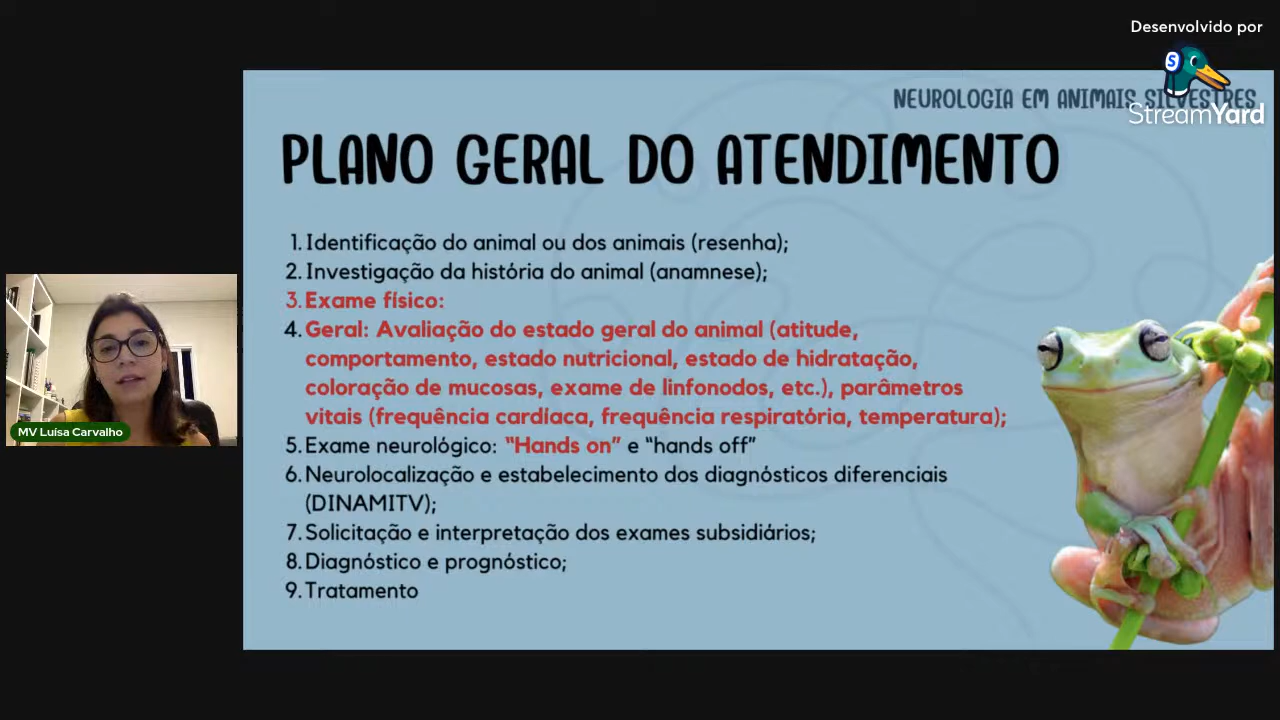 Desenvolvido por
StreamYard
NEUROLOGIA EM ANIMAIS SILVESTRES
PLANO GERAL DO ATENDIMENTO
1. Identificação do animal ou dos animais (resenha);
2. Investigação da história do animal (anamnese);
3. Exame físico:
4. Geral: Avaliação do estado geral do animal (atitude,
comportamento, estado nutricional, estado de hidratação,
coloração de mucosas, exame de linfonodos, etc.), parâmetros
vitais (frequência cardíaca, frequência respiratória, temperatura);
5. Exame neurológico: “Hands on” e “hands off”
6. Neurolocalização e estabelecimento dos diagnósticos diferenciais
(DINAMITV);
7. Solicitação e interpretação dos exames subsidiários;
8. Diagnóstico e prognóstico;
9. Tratamento
MV Luísa Carvalho